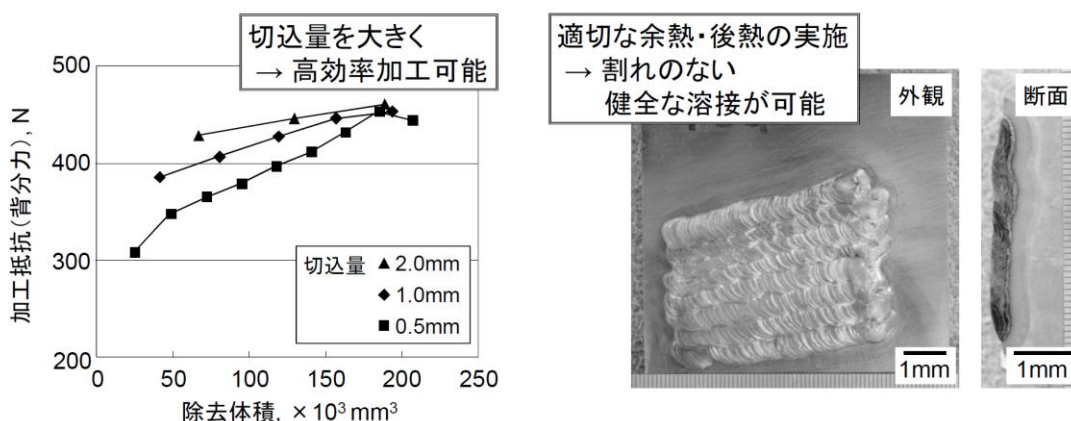 切込量を大きく
→ 高効率加工可能
500
400
300
200
加工抵抗(背分力), N
切込量 ▲ 2.0mm
◆ 1.0mm
■ 0.5mm
0 50 100 150 200 250
除去体積, ×10³ mm³
適切な余熱・後熱の実施
→ 割れのない
健全な溶接が可能
外観
1mm
断面
1mm